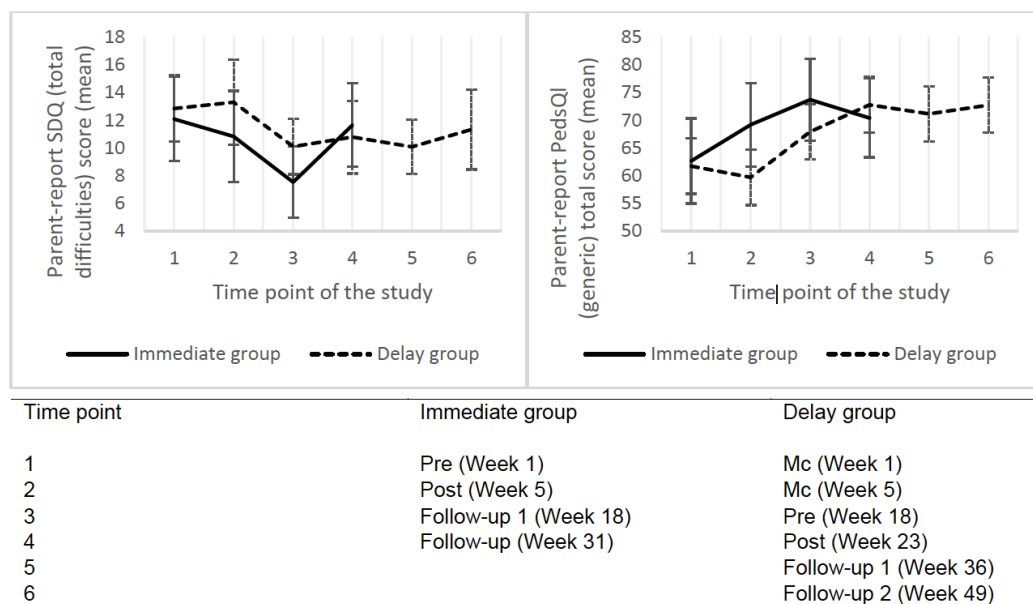 Parent-report SDQ (total
difficulties) score (mean)
18
16
14
12
10
8
6
4
1 2 3 4 5 6
Time point of the study
Immediate group Delay group
Parent-report PedsQl
(generic) total score (mean)
85
80
75
70
65
60
55
50
1 2 3 4 5 6
Time point of the study
Immediate group Delay group
Time point Immediate group Delay group
1 Pre (Week 1) Mc (Week 1)
2 Post (Week 5) Mc (Week 5)
3 Follow-up 1 (Week 18) Pre (Week 18)
4 Follow-up (Week 31) Post (Week 23)
5 Follow-up 1 (Week 36)
6 Follow-up 2 (Week 49)